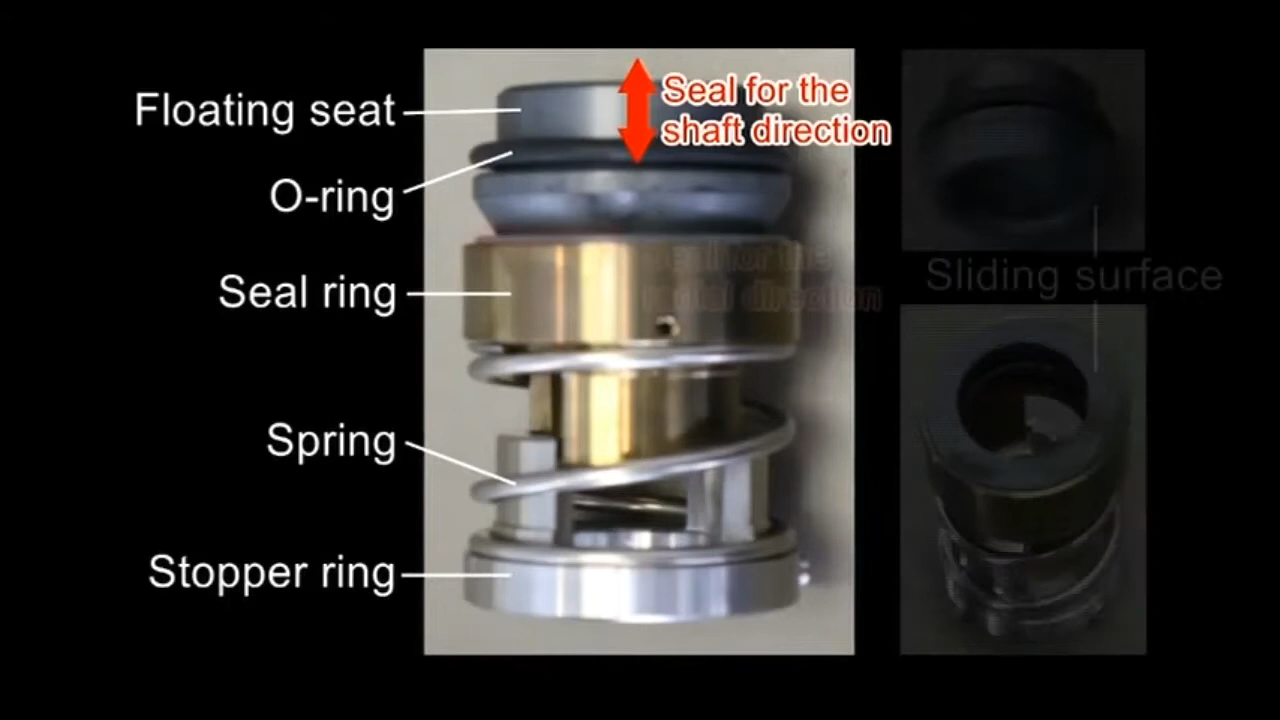 Floating seat
Seal for the
shaft direction
O-ring
Seal ring
Sliding surface
Spring
Stopper ring